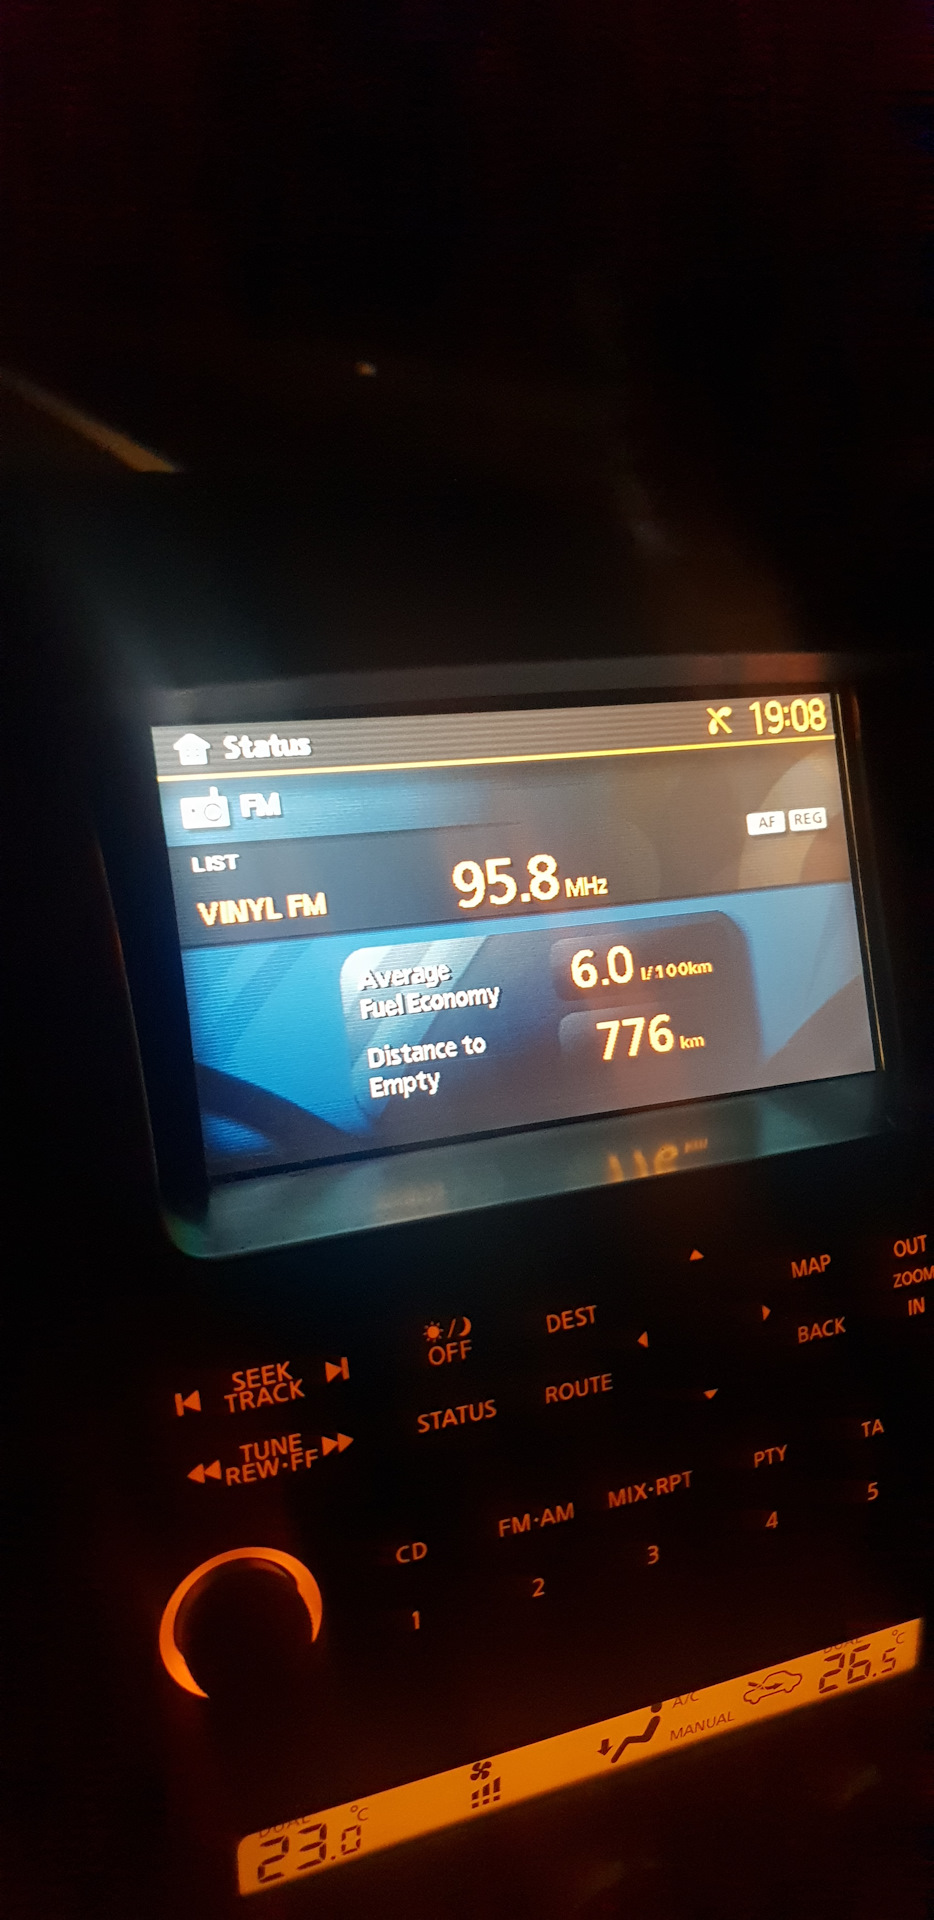 Status 19:08
FM
AF REG
LIST
VINYL FM 95.8 MHz
Average
Fuel Economy
6.0 l/100km
Distance to
Empty
776 km
OUT
MAP ZOOM
IN
DEST
OFF
BACK
SEEK
TRACK
ROUTE
STATUS
TUNE
REW·FF
TA
PTY
MIX·RPT
FM·AM
CD
5
4
3
2
1
DUAL
26.5 °C
A/C
MANUAL
DUAL
23.0 °C